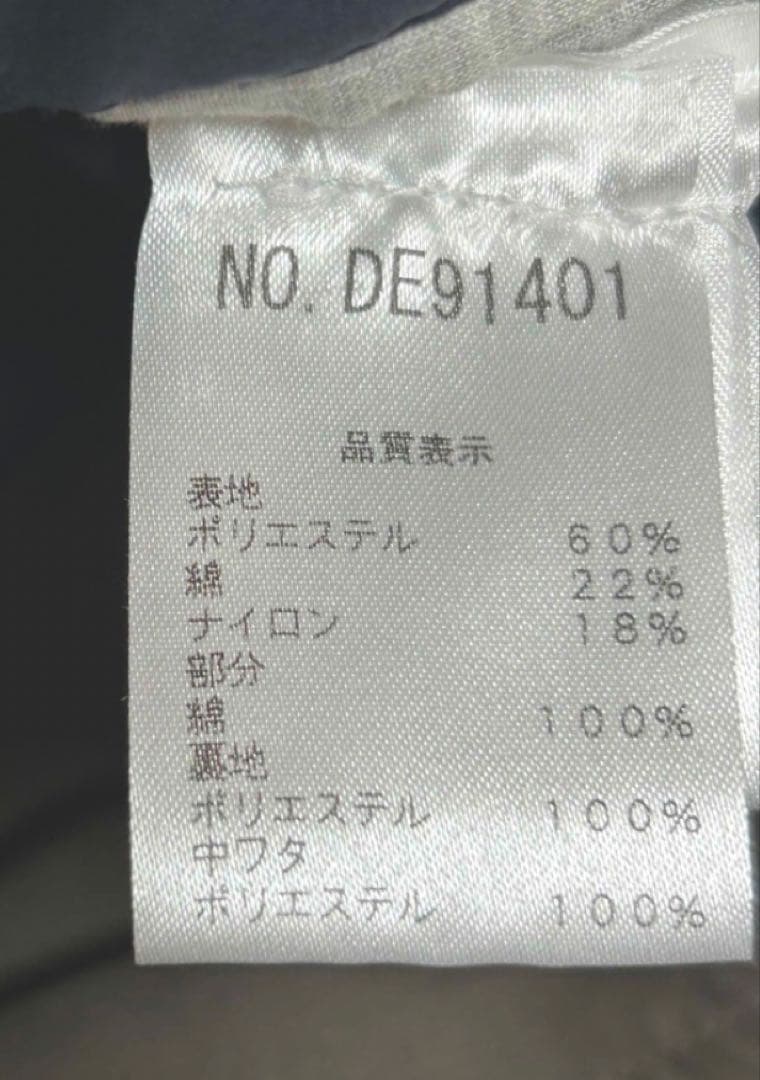 NO. DE91401
品質表示
表地
ポリエステル 60%
綿 22%
ナイロン 18%
部分
綿 100%
裏地
ポリエステル 100%
中ワタ
ポリエステル 100%